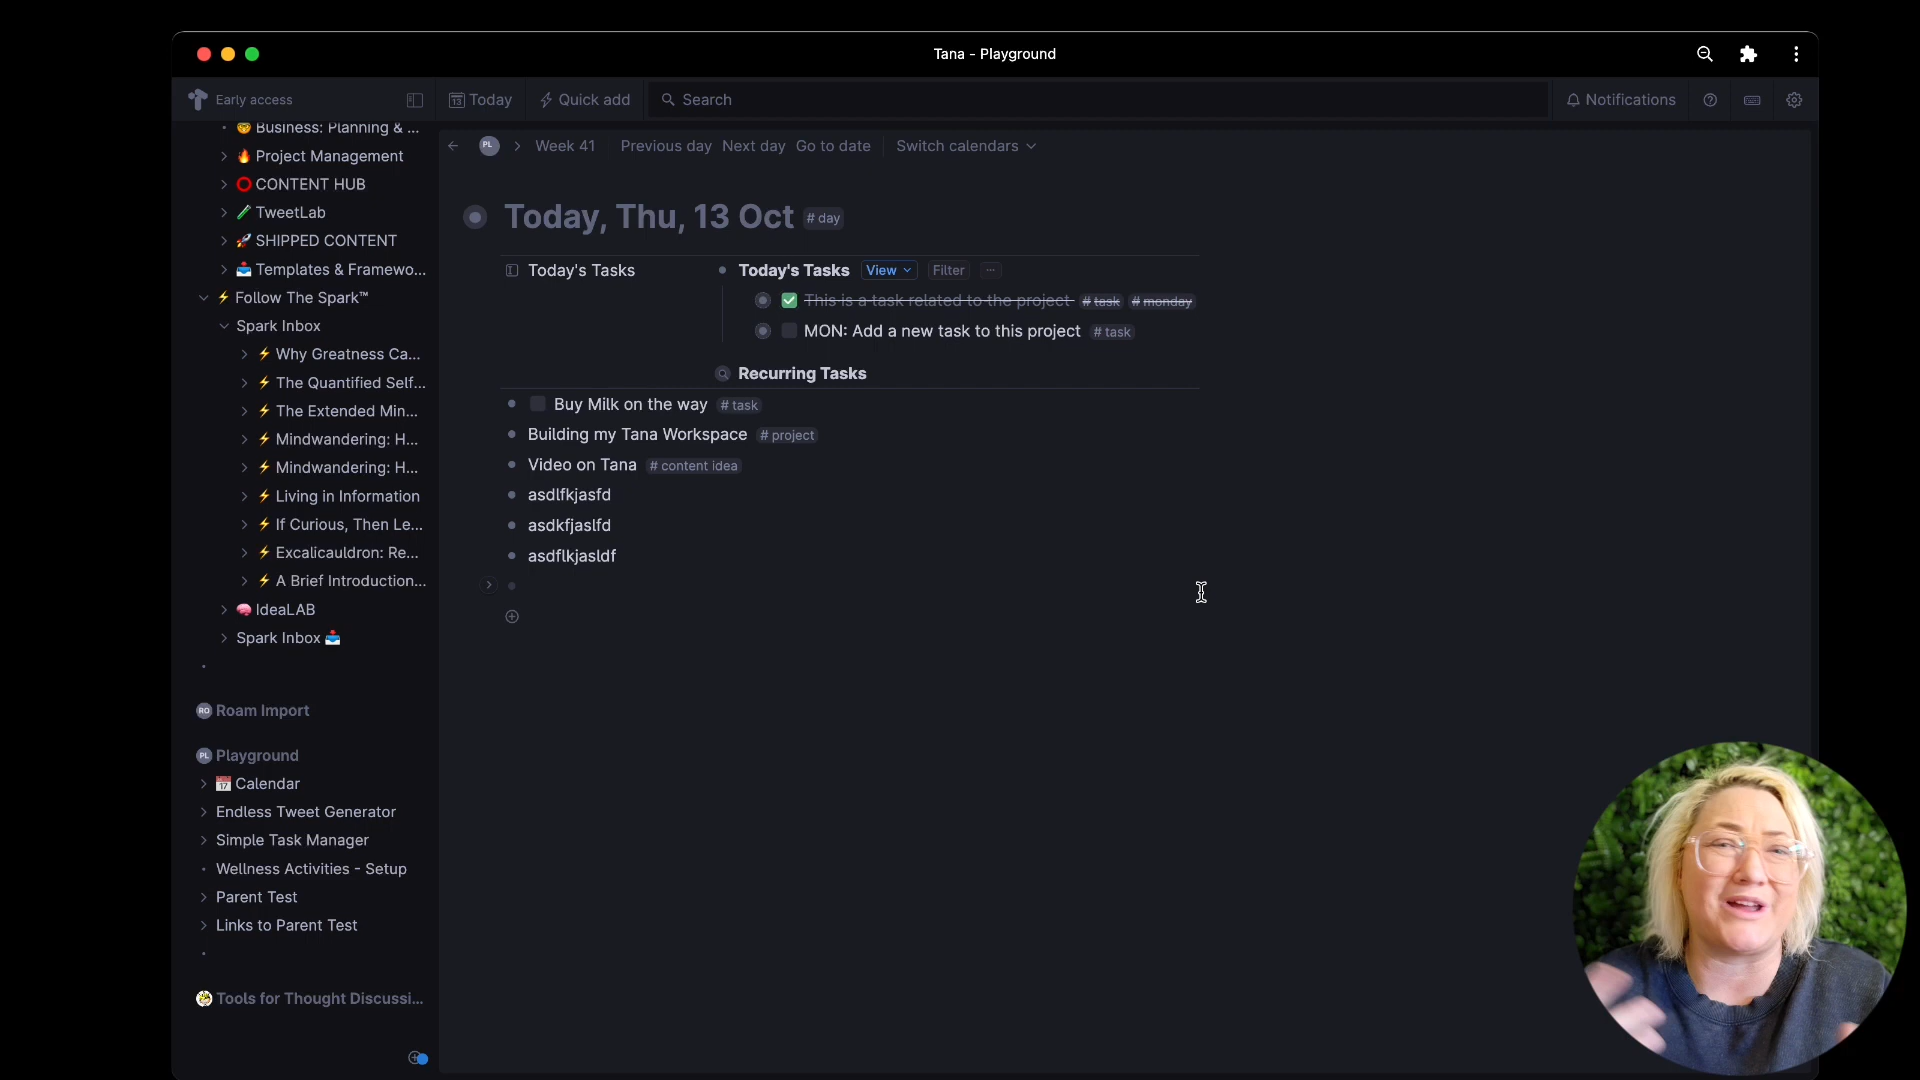 Tana - Playground
Early access
13 Today
Quick add
Search
Notifications
Business: Planning & ...
Project Management
CONTENT HUB
TweetLab
SHIPPED CONTENT
Templates & Framewo...
Follow The Spark™
Spark Inbox
Why Greatness Ca...
The Quantified Self...
The Extended Min...
Mindwandering: H...
Mindwandering: H...
Living in Information
If Curious, Then Le...
Excalicauldron: Re...
A Brief Introduction...
IdeaLAB
Spark Inbox
RO Roam Import
PL Playground
17 Calendar
Endless Tweet Generator
Simple Task Manager
Wellness Activities - Setup
Parent Test
Links to Parent Test
Tools for Thought Discussi...
PL Week 41 Previous day Next day Go to date Switch calendars
Today, Thu, 13 Oct # day
Today's Tasks
Today's Tasks View Filter ...
This is a task related to the project # task # monday
MON: Add a new task to this project # task
Recurring Tasks
Buy Milk on the way # task
Building my Tana Workspace # project
Video on Tana # content idea
asdlfkjasfd
asdkfjaslfd
asdflkjasldf